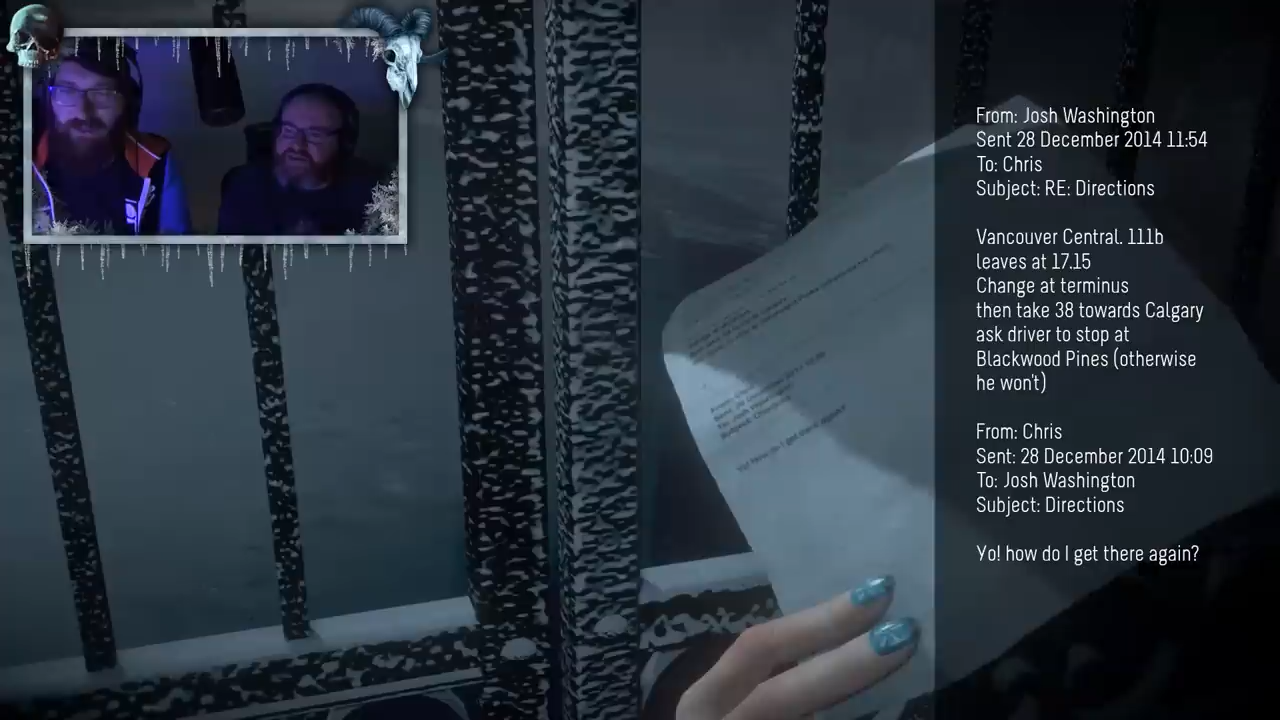 From: Josh Washington
Sent 28 December 2014 11:54
To: Chris
Subject: RE: Directions
Vancouver Central. 111b
leaves at 17.15
Change at terminus
then take 38 towards Calgary
ask driver to stop at
Blackwood Pines (otherwise
he won't)
From: Chris
Sent: 28 December 2014 10:09
To: Josh Washington
Subject: Directions
Yo! how do I get there again?